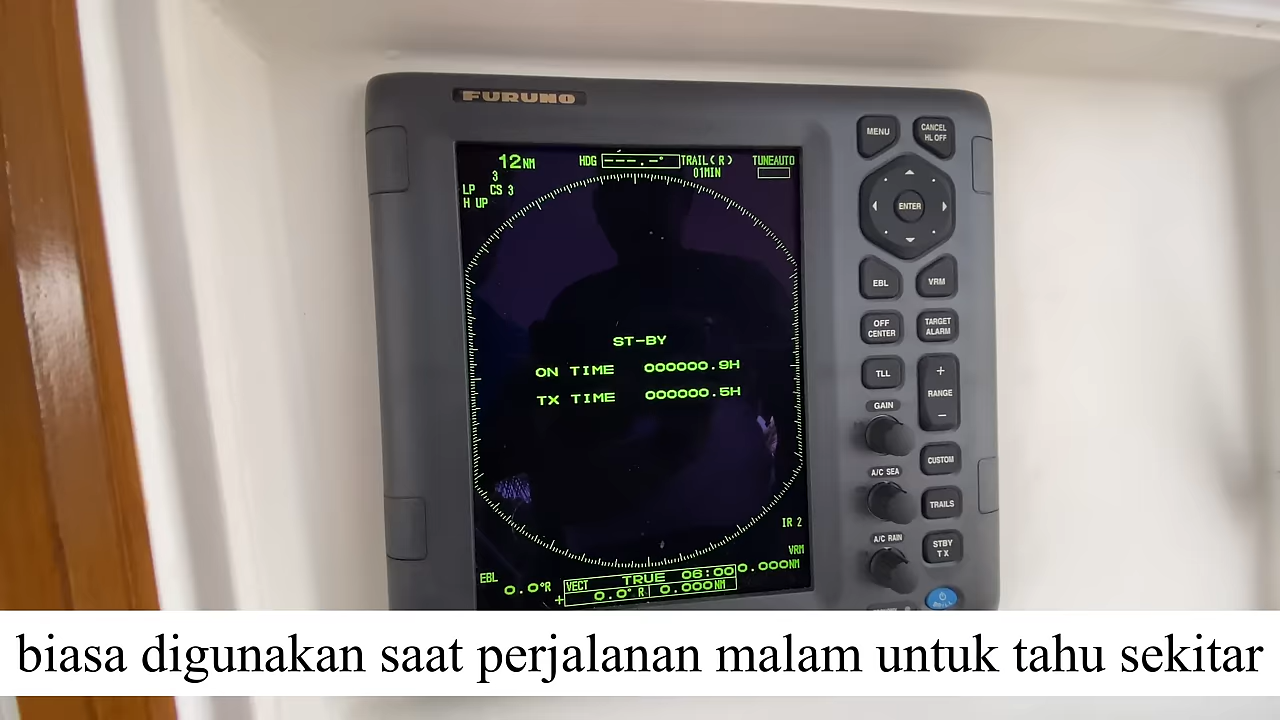 FURUNO
MENU
CANCEL
HL OFF
12NM
HDG ---.-°
TRAIL(R)
01MIN
TUNEAUTO
3
LP CS 3
H UP
ENTER
EBL
VRM
OFF
CENTER
TARGET
ALARM
ST-BY
ON TIME 000000.9H
TX TIME 000000.5H
TLL
+
RANGE
−
GAIN
A/C SEA
CUSTOM
TRAILS
A/C RAIN
STBY
TX
IR 2
VRM
0.000NM
EBL
0.0°R
VECT TRUE 06:00
+ 0.0° R 0.000NM
BRILL
biasa digunakan saat perjalanan malam untuk tahu sekitar